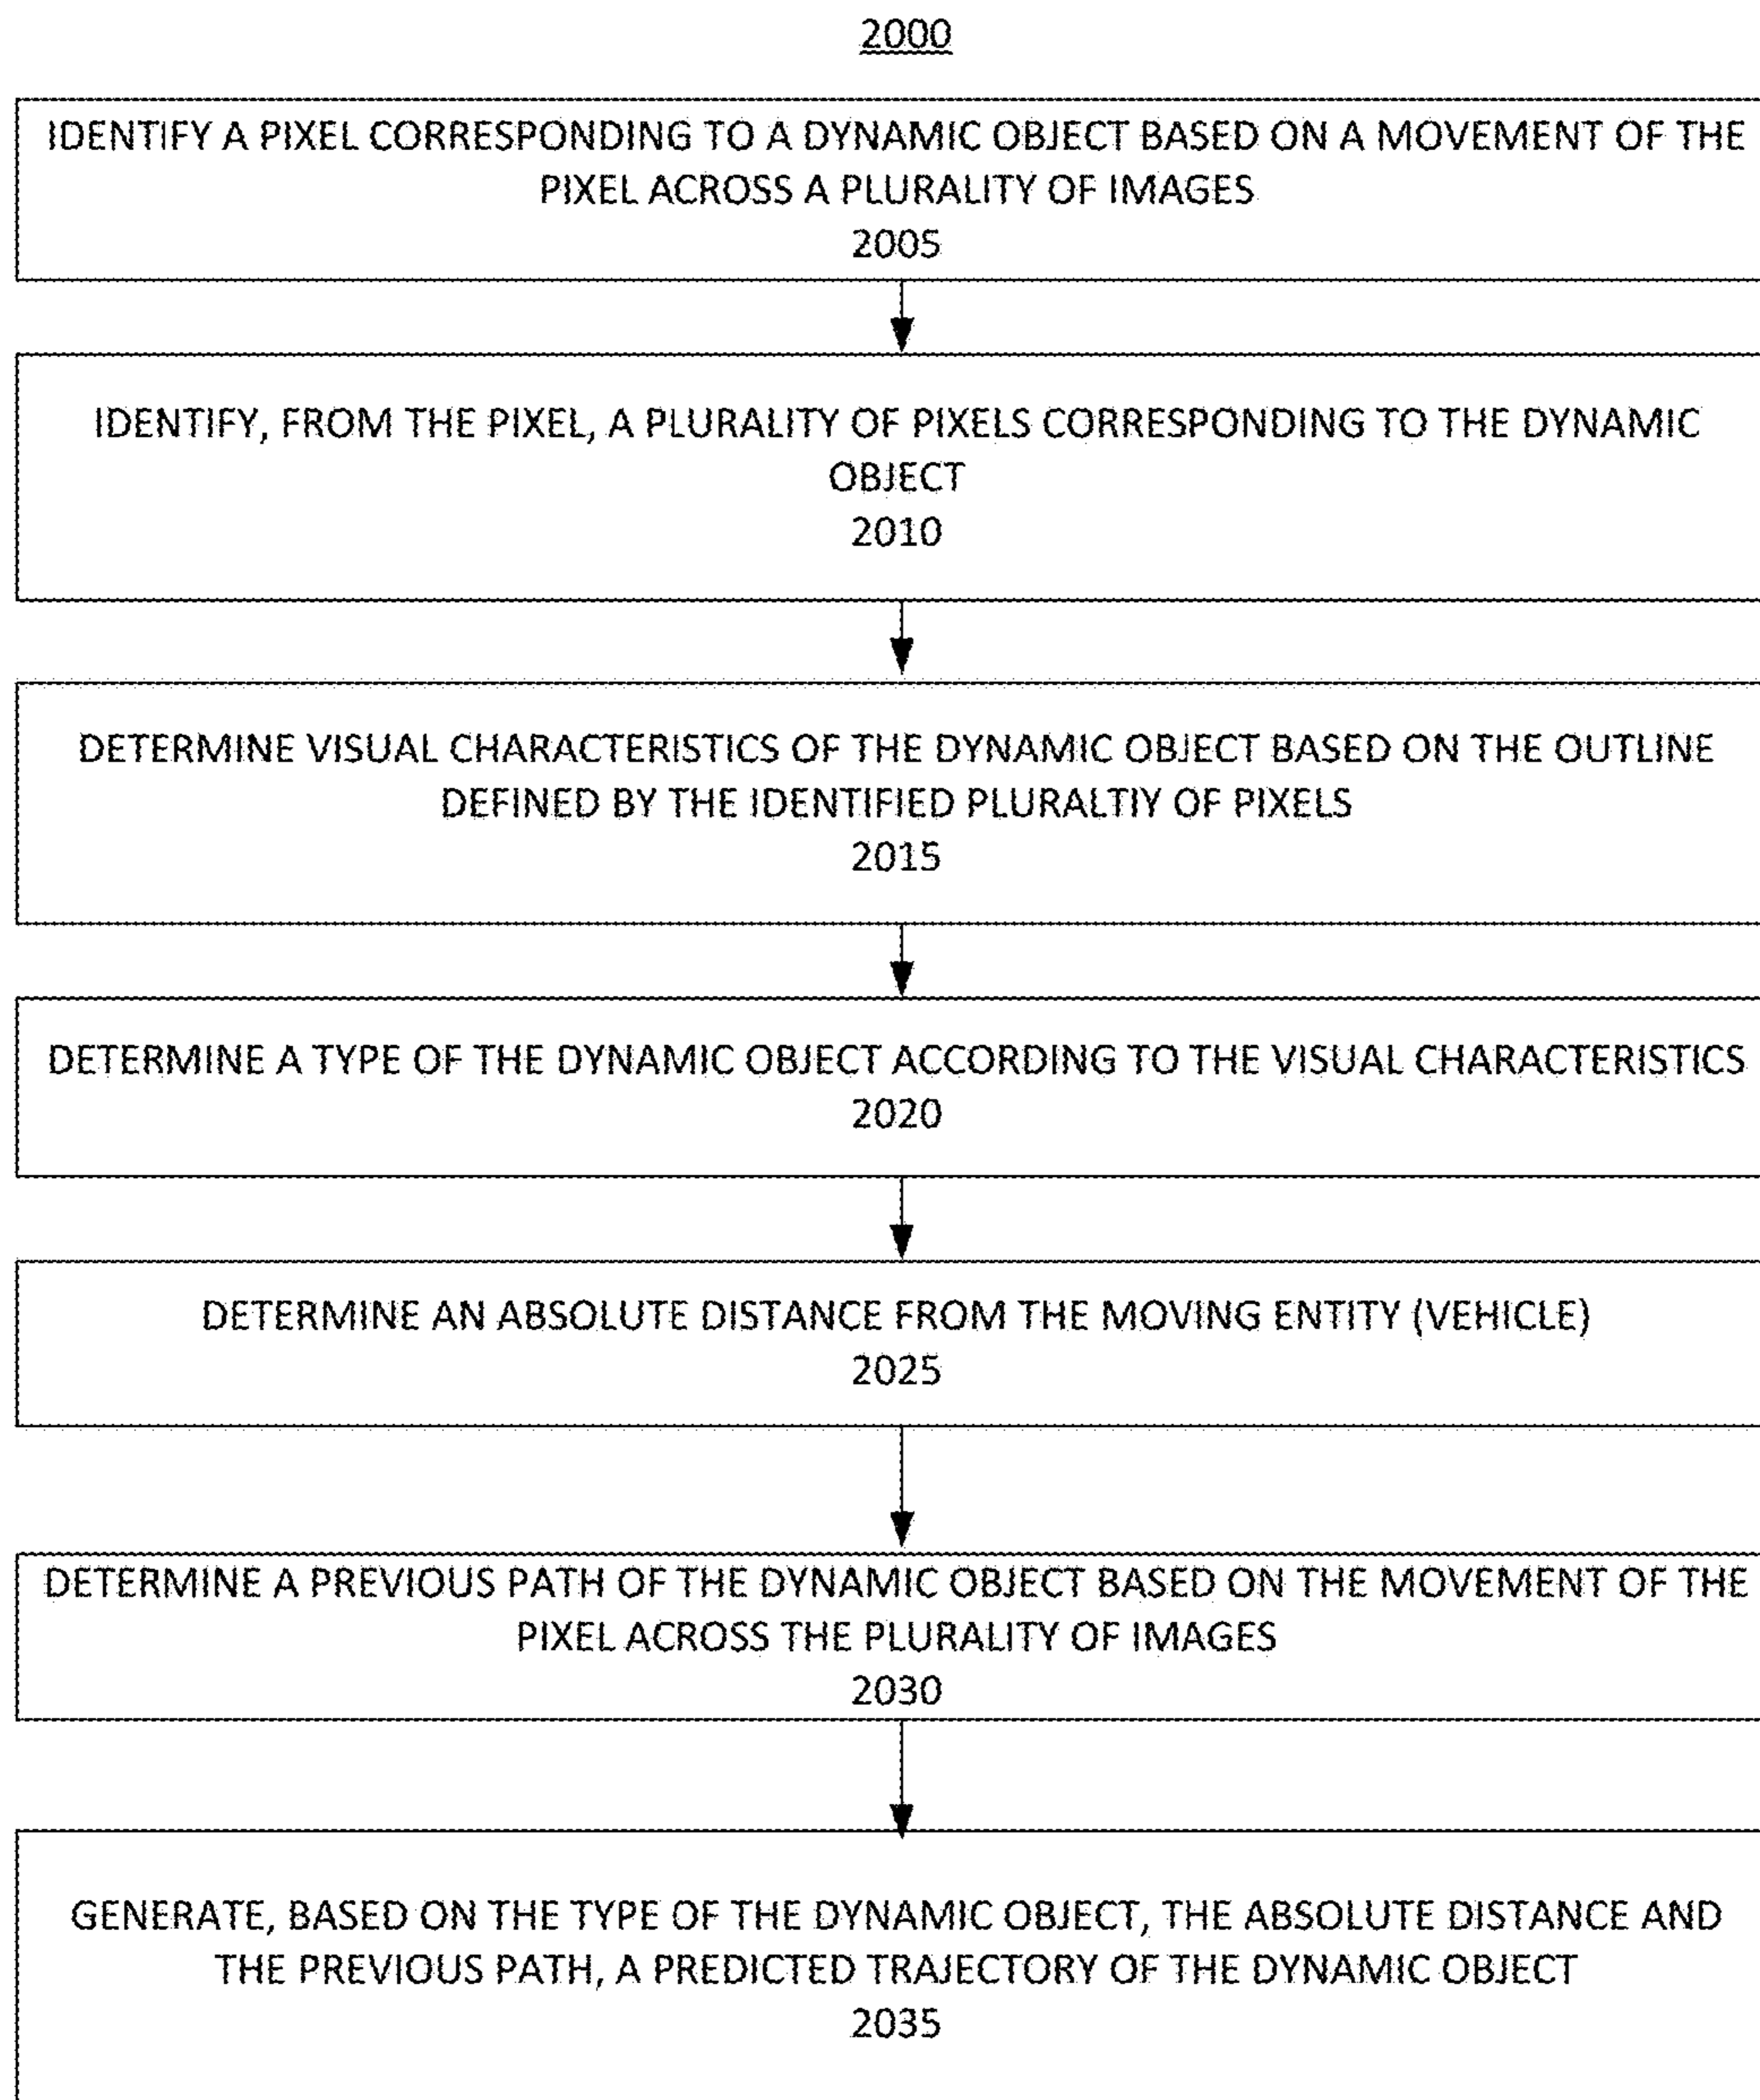 2000
IDENTIFY A PIXEL CORRESPONDING TO A DYNAMIC OBJECT BASED ON A MOVEMENT OF THE
PIXEL ACROSS A PLURALITY OF IMAGES
2005
IDENTIFY, FROM THE PIXEL, A PLURALITY OF PIXELS CORRESPONDING TO THE DYNAMIC
OBJECT
2010
DETERMINE VISUAL CHARACTERISTICS OF THE DYNAMIC OBJECT BASED ON THE OUTLINE
DEFINED BY THE IDENTIFIED PLURALTIY OF PIXELS
2015
DETERMINE A TYPE OF THE DYNAMIC OBJECT ACCORDING TO THE VISUAL CHARACTERISTICS
2020
DETERMINE AN ABSOLUTE DISTANCE FROM THE MOVING ENTITY (VEHICLE)
2025
DETERMINE A PREVIOUS PATH OF THE DYNAMIC OBJECT BASED ON THE MOVEMENT OF THE
PIXEL ACROSS THE PLURALITY OF IMAGES
2030
GENERATE, BASED ON THE TYPE OF THE DYNAMIC OBJECT, THE ABSOLUTE DISTANCE AND
THE PREVIOUS PATH, A PREDICTED TRAJECTORY OF THE DYNAMIC OBJECT
2035